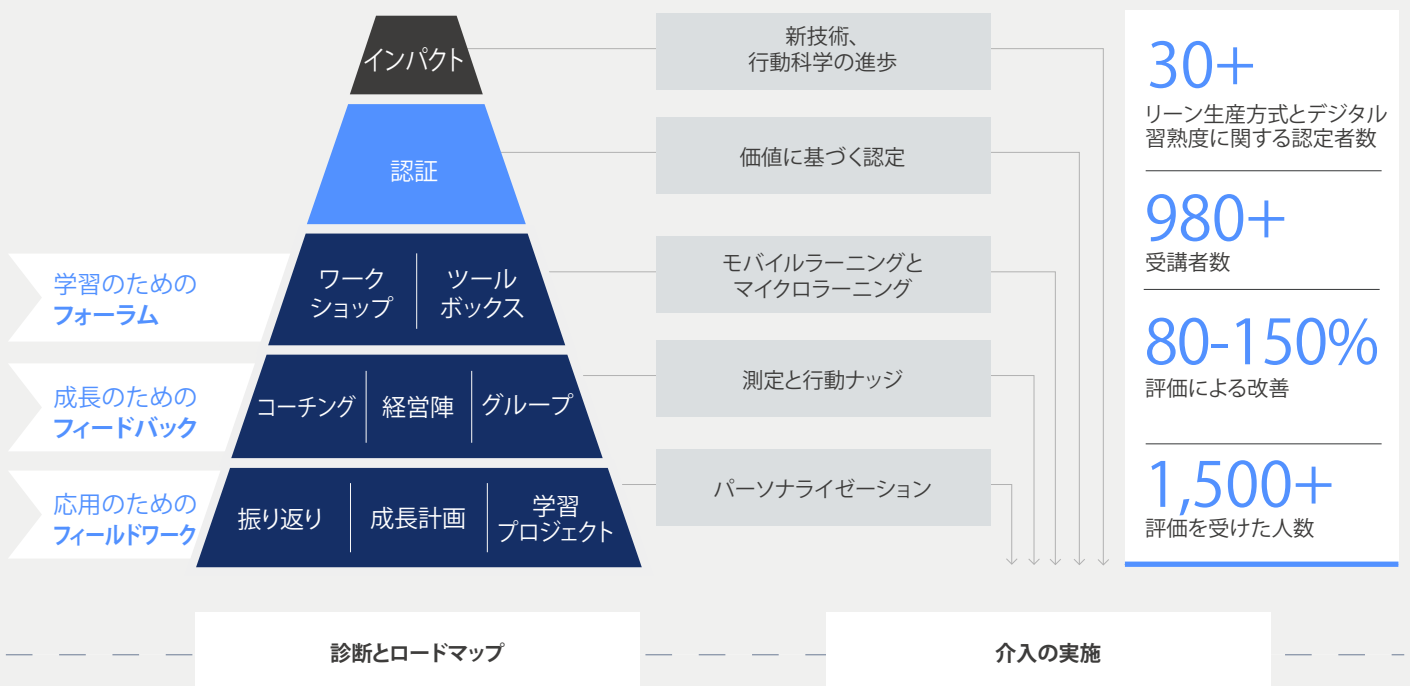 インパクト
新技術、
行動科学の進歩
認証
価値に基づく認定
学習のための
フォーラム
ワーク
ショップ
ツール
ボックス
モバイルラーニングと
マイクロラーニング
成長のための
フィードバック
コーチング
経営陣
グループ
測定と行動ナッジ
応用のための
フィールドワーク
振り返り
成長計画
学習
プロジェクト
パーソナライゼーション
30+
リーン生産方式とデジタル
習熟度に関する認定者数
980+
受講者数
80-150%
評価による改善
1,500+
評価を受けた人数
診断とロードマップ
介入の実施